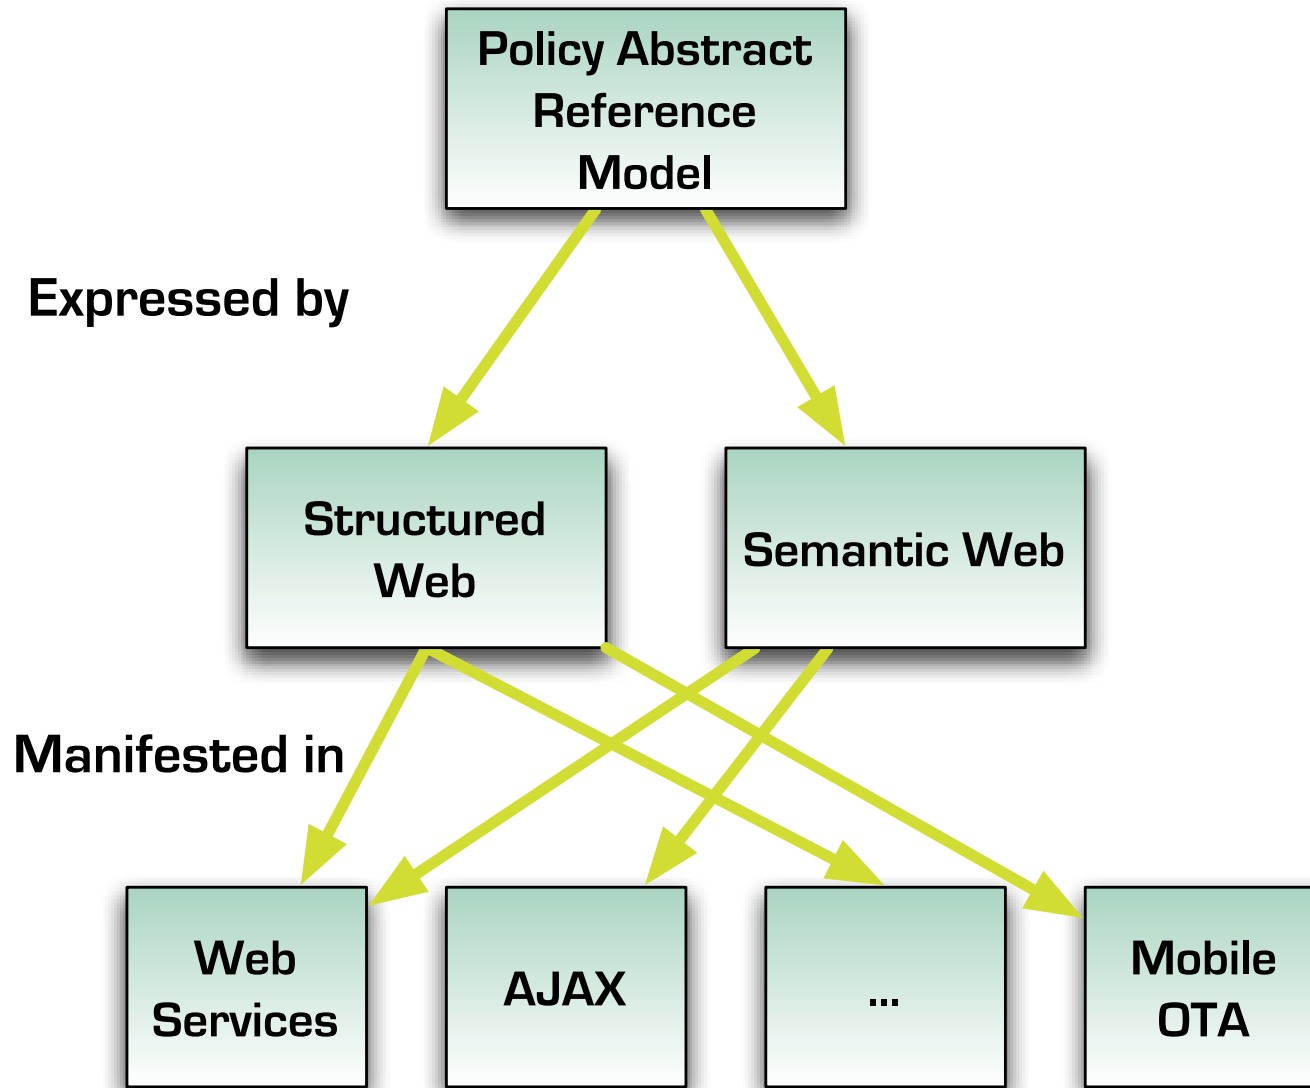 Policy Abstract
Reference
Model
Expressed by
Structured
Web
Semantic Web
Manifested in
Web
Services
AJAX
...
Mobile
OTA